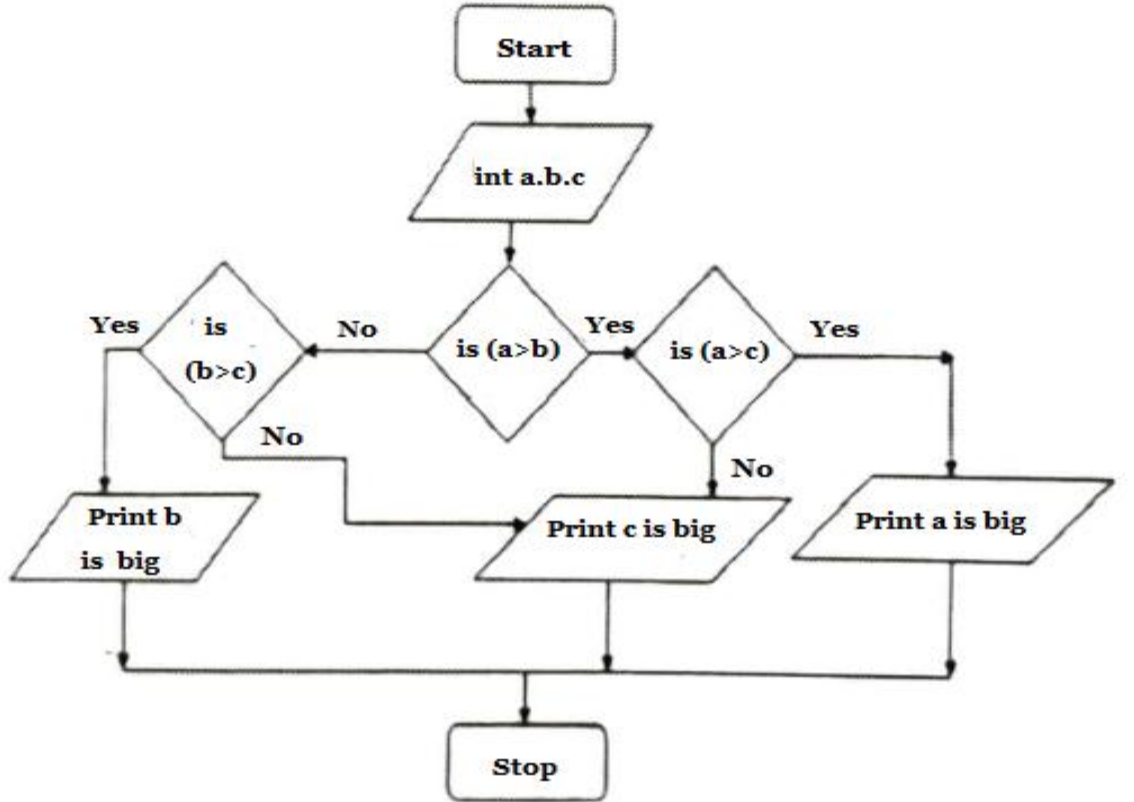 Start
int a.b.c
Yes
is
(b>c)
No
is (a>b)
Yes
is (a>c)
Yes
No
No
Print b
is big
Print c is big
Print a is big
Stop